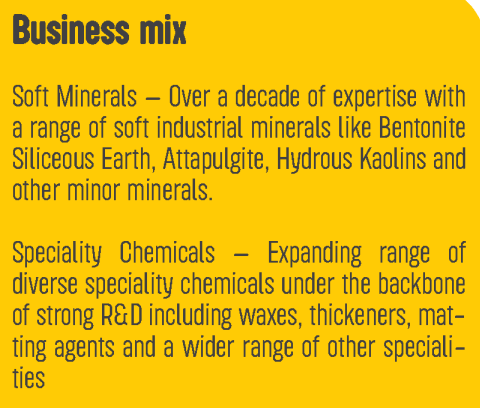 Business mix
Soft Minerals – Over a decade of expertise with
a range of soft industrial minerals like Bentonite
Siliceous Earth, Attapulgite, Hydrous Kaolins and
other minor minerals.
Speciality Chemicals – Expanding range of
diverse speciality chemicals under the backbone
of strong R&D including waxes, thickeners, mat-
ting agents and a wider range of other speciali-
ties